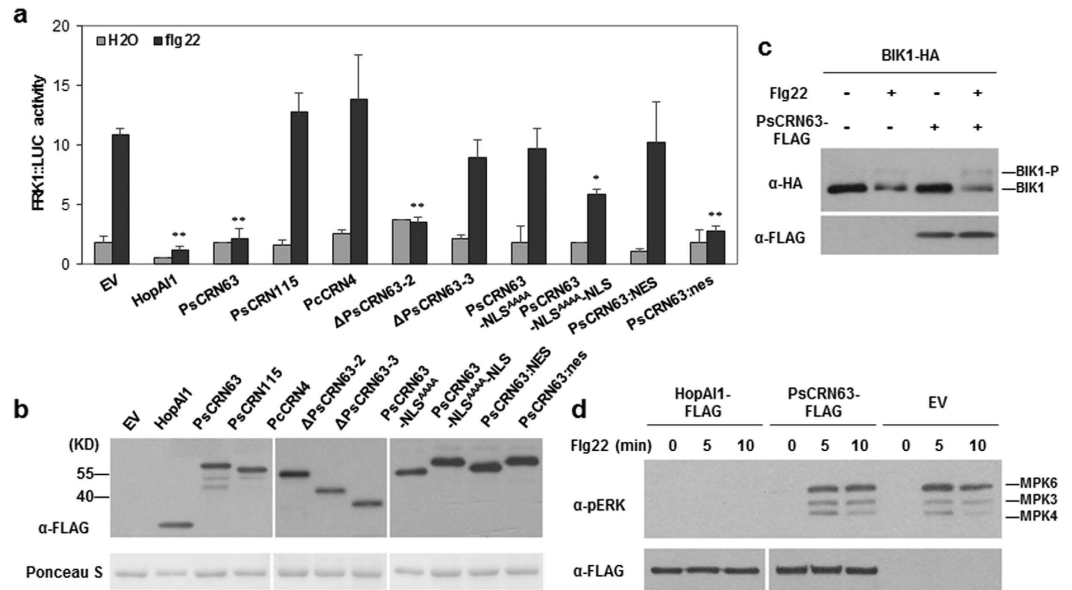 a
20
15
10
5
0
FRK1::LUC activity
H2O flg22
** ** ** * **
EV HopAI1 PsCRN63 PsCRN115 PcCRN4 ΔPsCRN63-2 ΔPsCRN63-3 PsCRN63 -NLSᴬᴬᴬᴬ PsCRN63 -NLSᴬᴬᴬᴬ-NLS PsCRN63:NES PsCRN63:nes
b
EV HopAI1 PsCRN63 PsCRN115 PcCRN4 ΔPsCRN63-2 ΔPsCRN63-3 PsCRN63 -NLSᴬᴬᴬᴬ PsCRN63 -NLSᴬᴬᴬᴬ-NLS PsCRN63:NES PsCRN63:nes
(KD)
55
40
α-FLAG
Ponceau S
c
BIK1-HA
Flg22 - + - +
PsCRN63-
FLAG - - + +
α-HA
BIK1-P
BIK1
α-FLAG
d
HopAI1- PsCRN63- EV
FLAG FLAG
Flg22 (min) 0 5 10 0 5 10 0 5 10
α-pERK
MPK6
MPK3
MPK4
α-FLAG